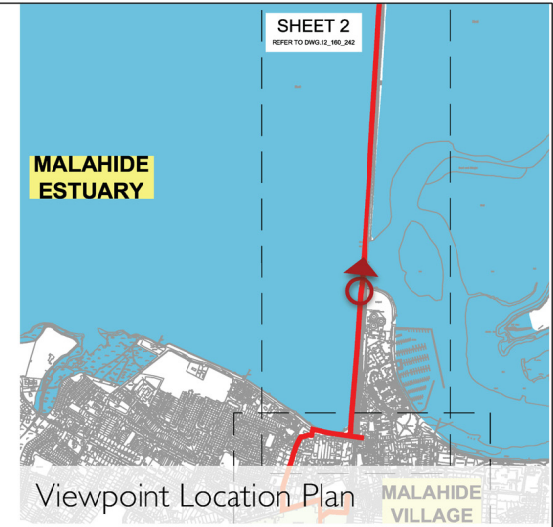 SHEET 2
REFER TO DWG.I2_160_242
MALAHIDE
ESTUARY
Viewpoint Location Plan
MALAHIDE
VILLAGE